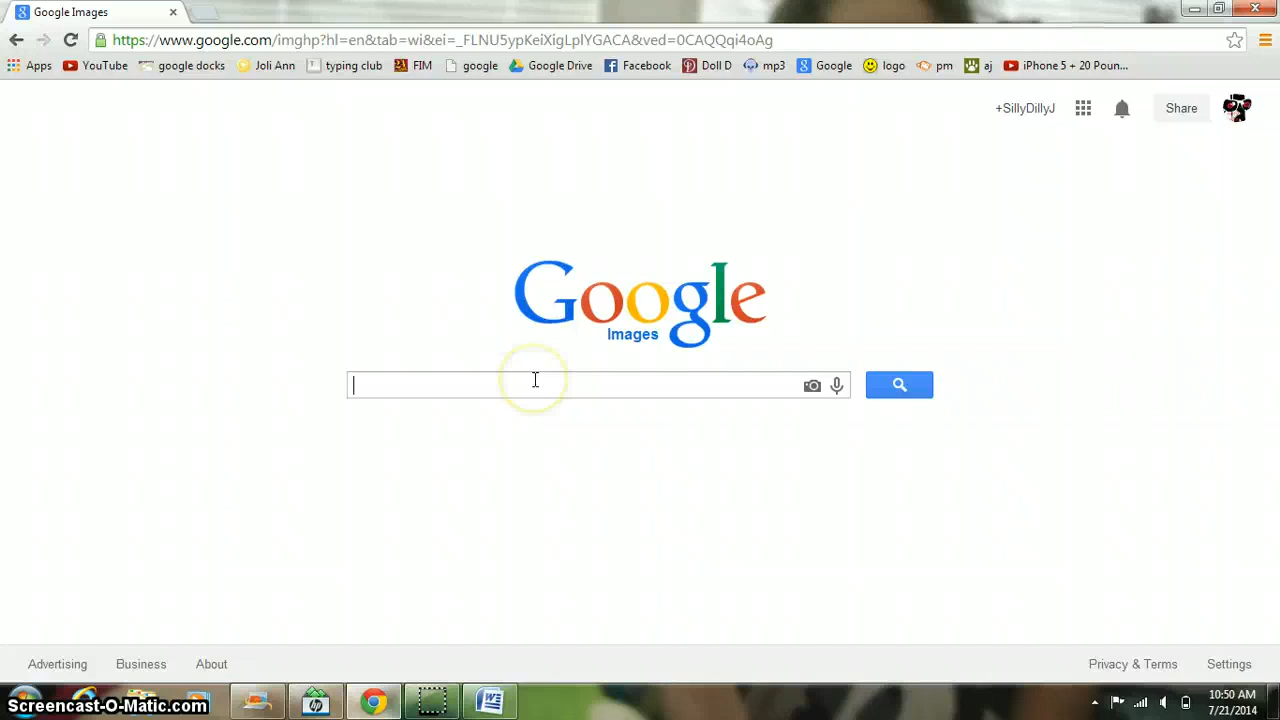 Google Images
https://www.google.com/imghp?hl=en&tab=wi&ei=_FLNU5ypKeiXigLplYGACA&ved=0CAQQqi4oAg
Apps YouTube google docks Joli Ann typing club FIM google Google Drive Facebook Doll D mp3 Google logo pm aj iPhone 5 + 20 Poun...
+SillyDillyJ Share
Google
Images
Advertising Business About Privacy & Terms Settings
10:50 AM
7/21/2014
Screencast-O-Matic.com